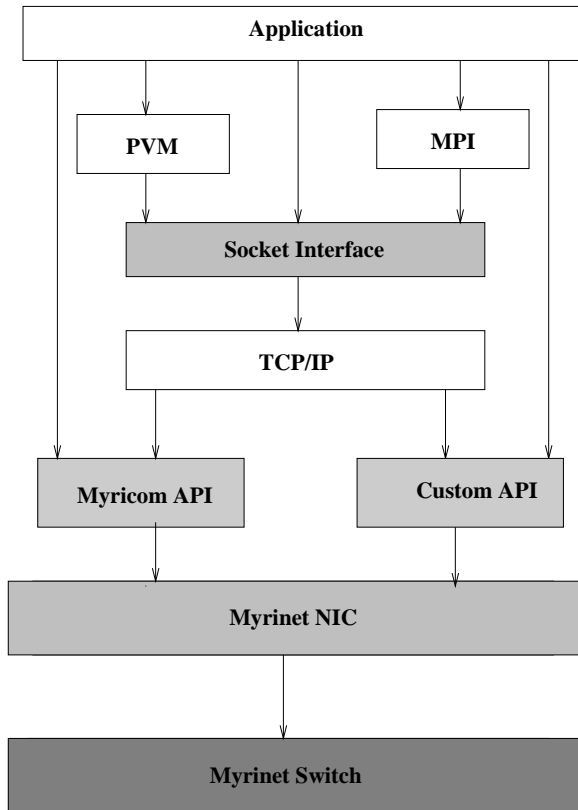 Application
PVM
MPI
Socket Interface
TCP/IP
Myricom API
Custom API
Myrinet NIC
Myrinet Switch